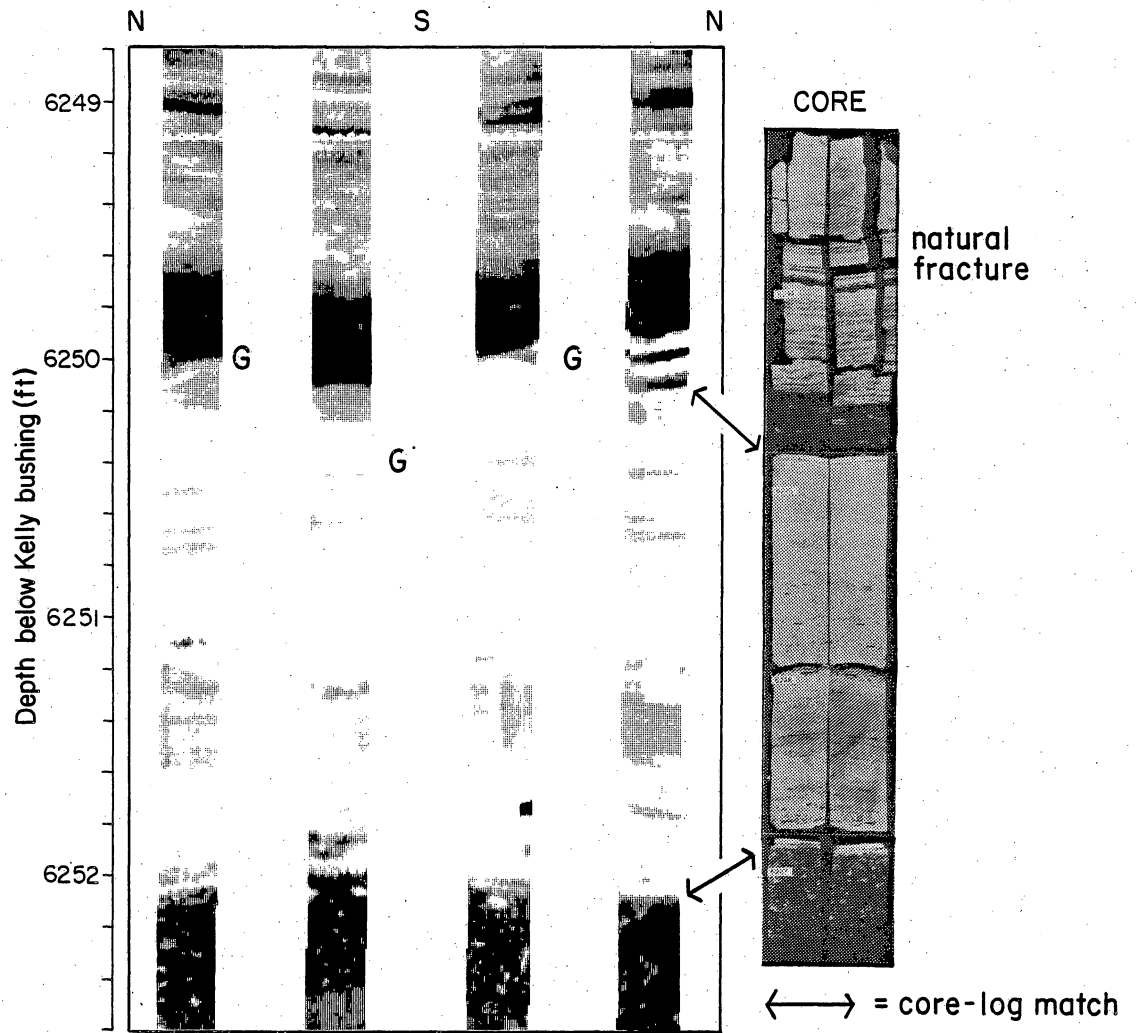 N S N
6249
CORE
natural
fracture
6250
G G
G
6251
Depth below Kelly bushing (ft)
6252
= core-log match